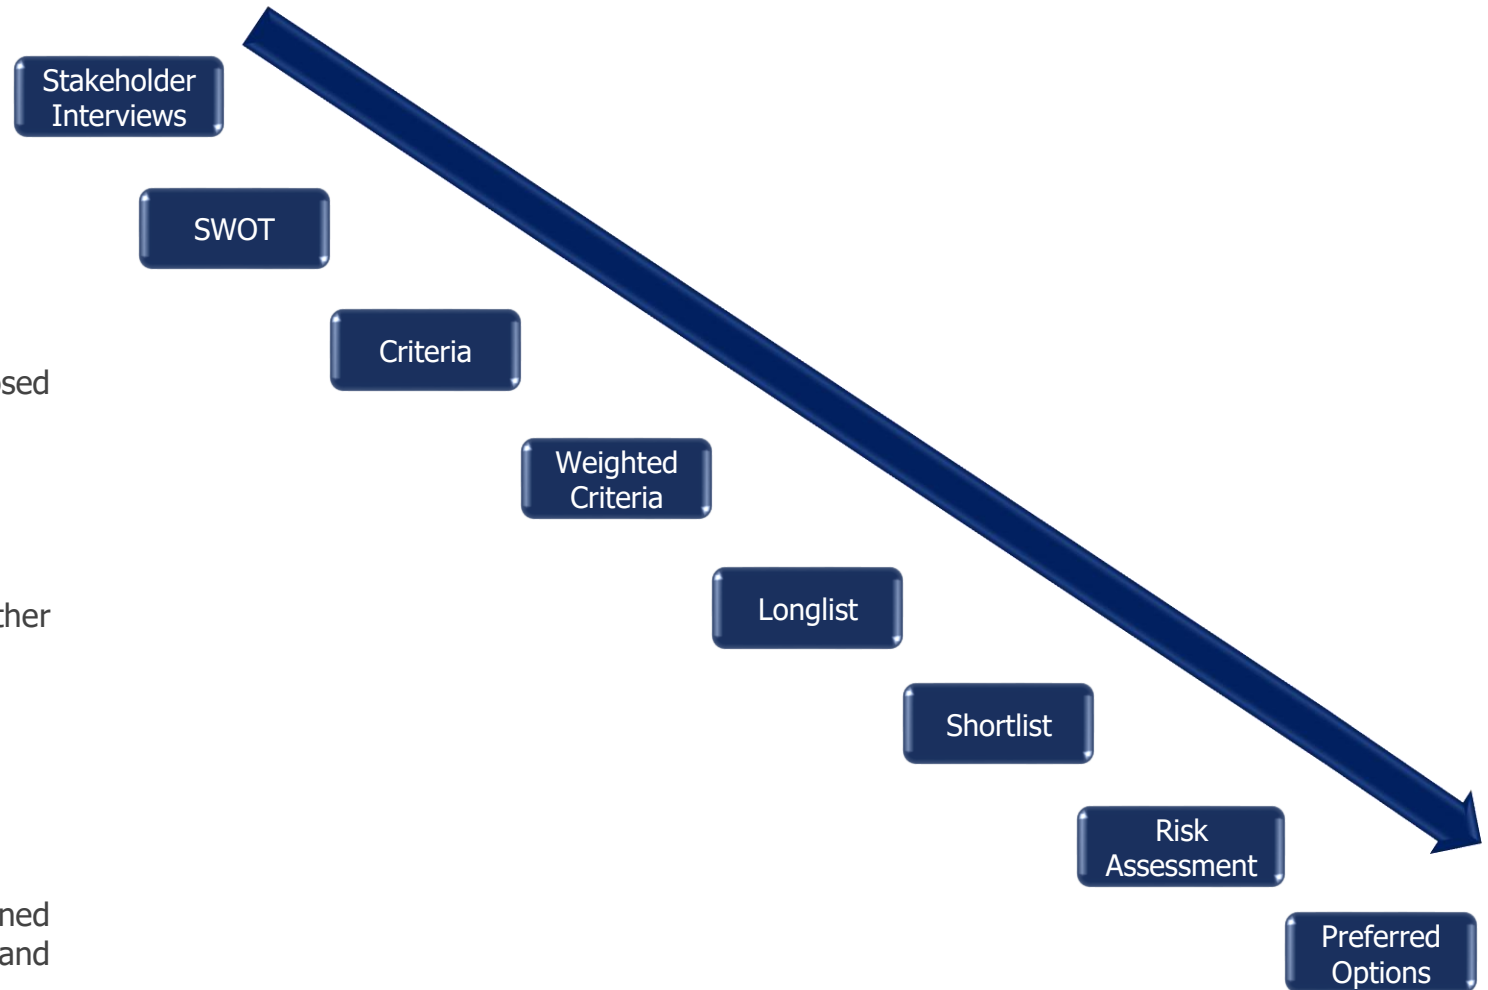 Stakeholder
Interviews
SWOT
Criteria
sed
Weighted
Criteria
Longlist
ther
Shortlist
Risk
Assessment
ned
and
Preferred
Options